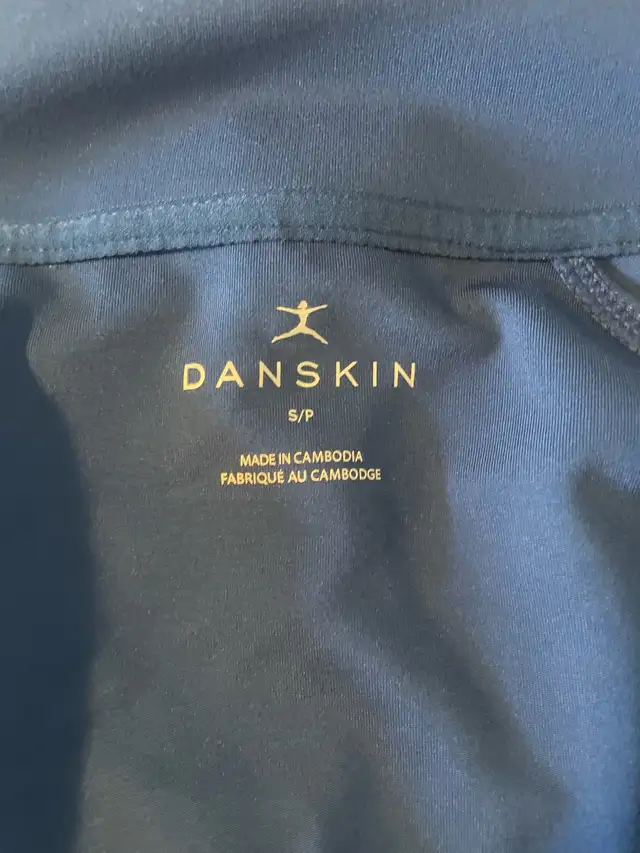 DANSKIN
S/P
MADE IN CAMBODIA
FABRIQUÉ AU CAMBODGE